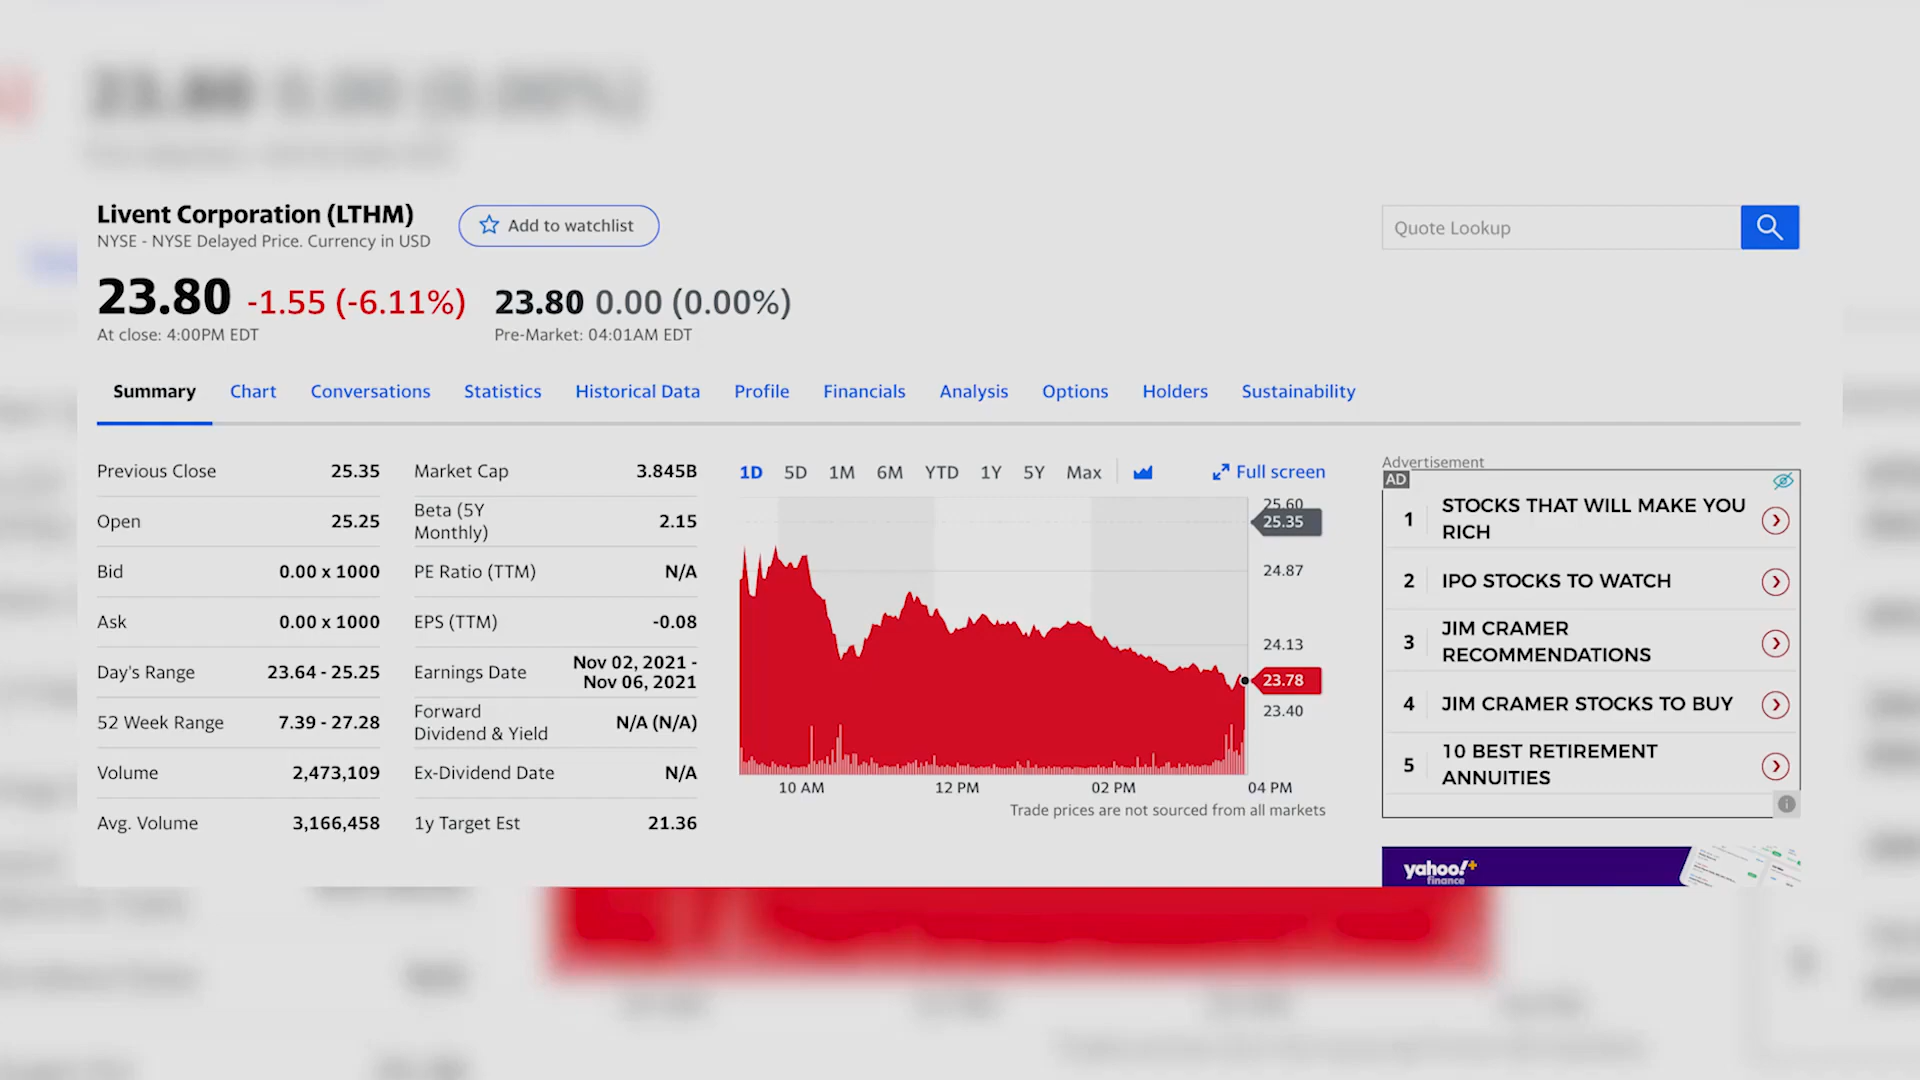 23.80 0.00 (0.00%)
Livent Corporation (LTHM)
NYSE - NYSE Delayed Price. Currency in USD
Add to watchlist
Quote Lookup
23.80 -1.55 (-6.11%)
At close: 4:00PM EDT
23.80 0.00 (0.00%)
Pre-Market: 04:01AM EDT
Summary Chart Conversations Statistics Historical Data Profile Financials Analysis Options Holders Sustainability
Previous Close 25.35
Open 25.25
Bid 0.00 x 1000
Ask 0.00 x 1000
Day's Range 23.64 - 25.25
52 Week Range 7.39 - 27.28
Volume 2,473,109
Avg. Volume 3,166,458
Market Cap 3.845B
Beta (5Y
Monthly) 2.15
PE Ratio (TTM) N/A
EPS (TTM) -0.08
Earnings Date Nov 02, 2021 -
Nov 06, 2021
Forward
Dividend & Yield N/A (N/A)
Ex-Dividend Date N/A
1y Target Est 21.36
1D 5D 1M 6M YTD 1Y 5Y Max Full screen
25.60
25.35
24.87
24.13
23.78
23.40
10 AM 12 PM 02 PM 04 PM
Trade prices are not sourced from all markets
Advertisement
AD
1 STOCKS THAT WILL MAKE YOU
RICH
2 IPO STOCKS TO WATCH
3 JIM CRAMER
RECOMMENDATIONS
4 JIM CRAMER STOCKS TO BUY
5 10 BEST RETIREMENT
ANNUITIES
yahoo!+
finance